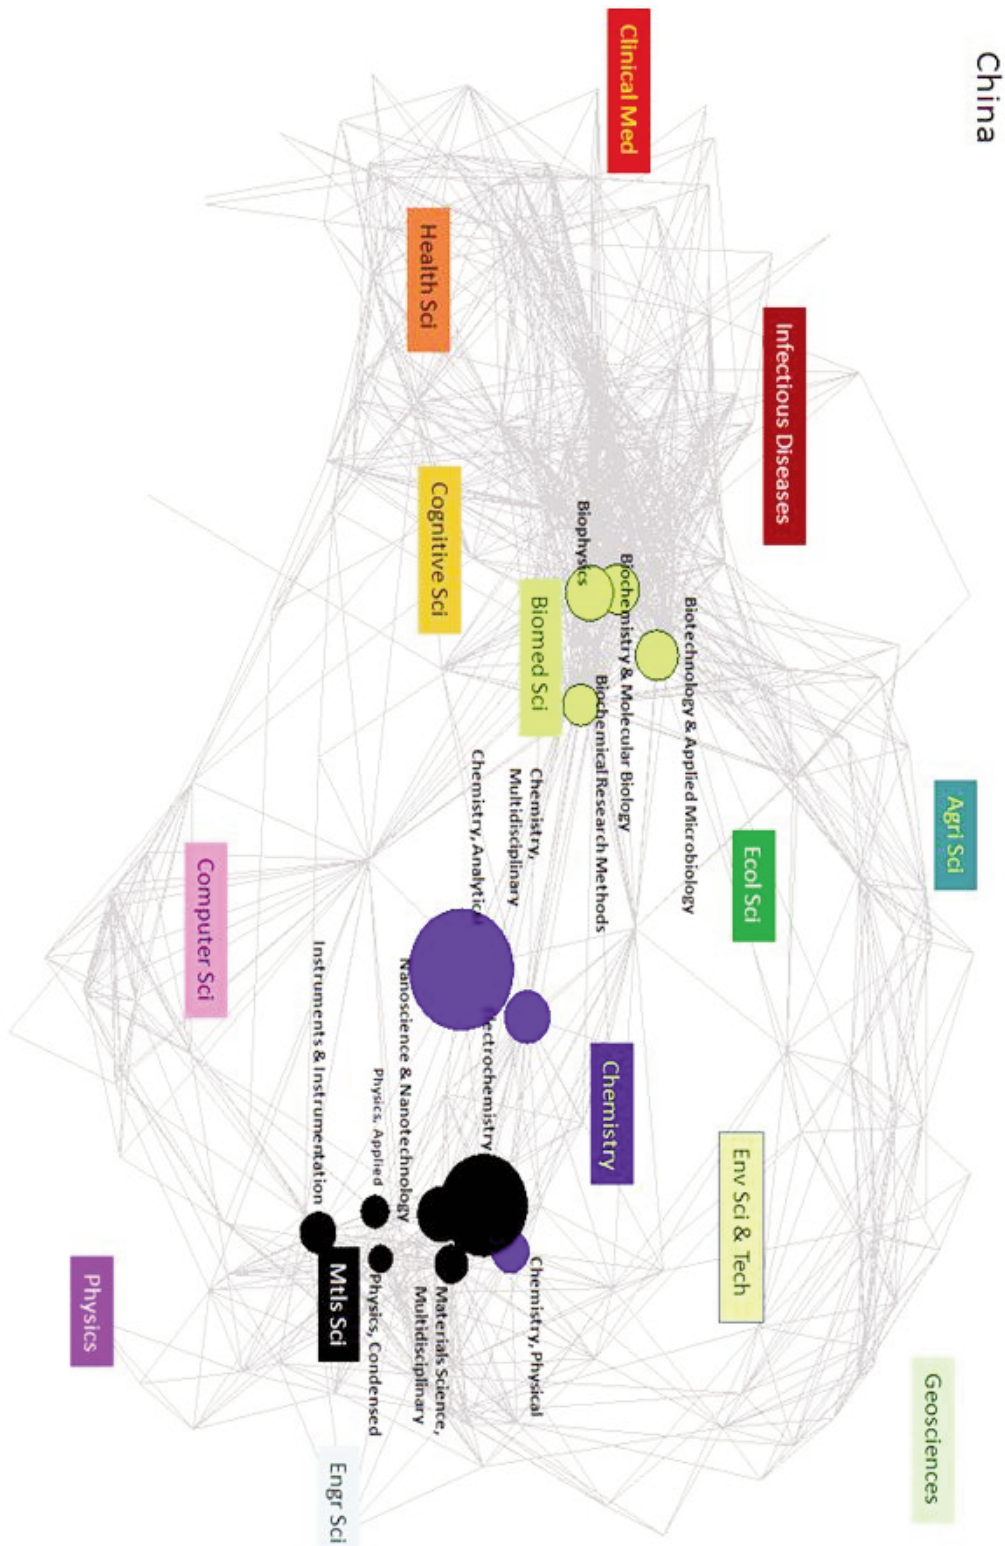 China
Clinical Med
Infectious Diseases
Health Sci
Cognitive Sci
Biomed Sci
Biophysics
Biochemistry & Molecular Biology
Biotechnology & Applied Microbiology
Biochemical Research Methods
Agri Sci
Ecol Sci
Chemistry,
Multidisciplinary
Chemistry, Analytic
Computer Sci
Chemistry
Electrochemistry
Nanoscience & Nanotechnology
Physics, Applied
Instruments & Instrumentation
Env Sci & Tech
Geosciences
Chemistry, Physical
Materials Science,
Multidisciplinary
Physics, Condensed
Mtls Sci
Physics
Engr Sci